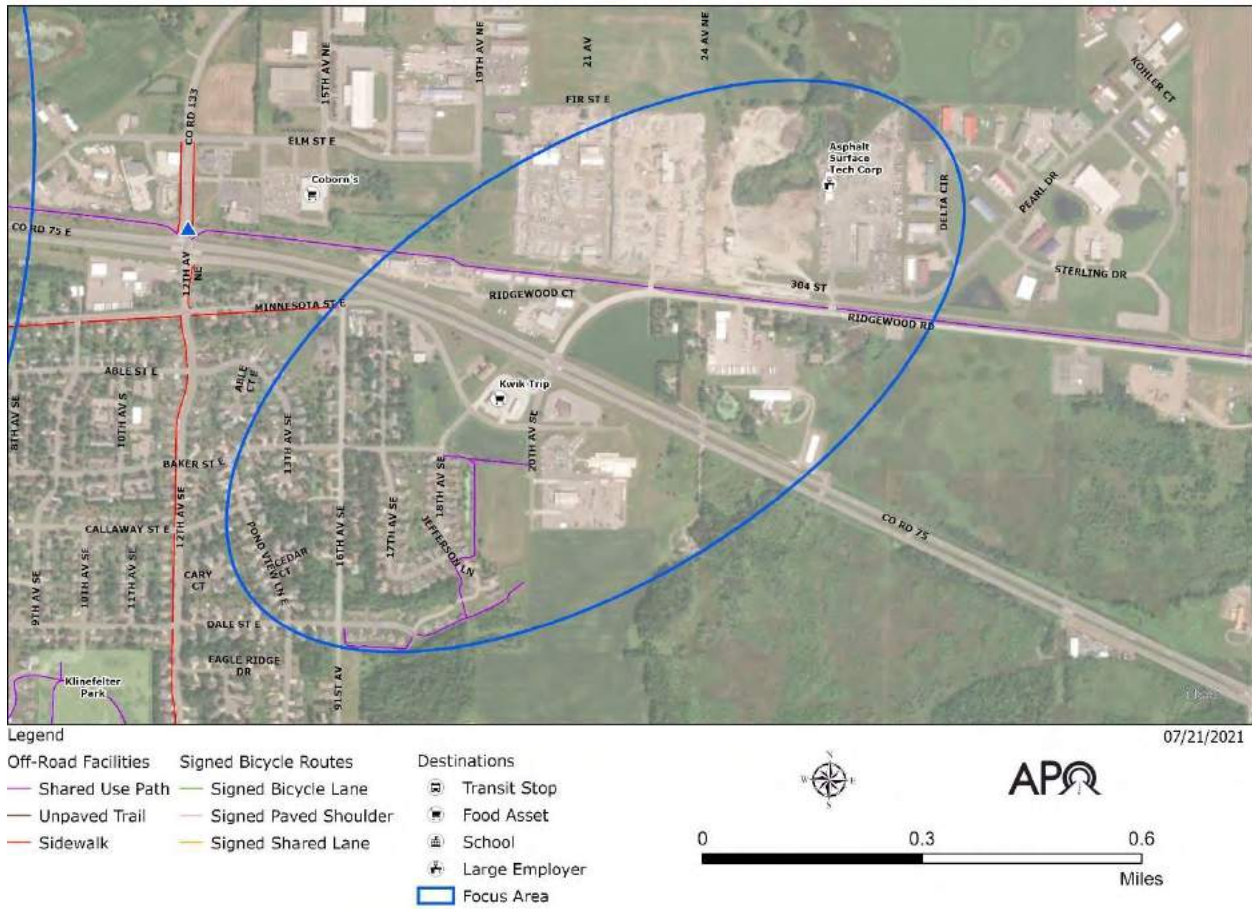 CO RD 133
15TH AV NE
19TH AV NE
21 AV
24 AV NE
KOHLER CT
FIR ST E
ELM ST E
Coborn's
Asphalt
Surface
Tech Corp
DELTA CIR
PEARL DR
CO RD 75 E
12TH AV
NE
STERLING DR
304 ST
RIDGEWOOD CT
MINNESOTA ST E
RIDGEWOOD RD
ABLE ST E
ABLE
CT E
Kwik Trip
8TH AV SE
10TH AV S
13TH AV SE
20TH AV SE
BAKER ST E
18TH AV SE
12TH AV SE
CALLAWAY ST E
POND VIEW LN E
CEDAR
CT
16TH AV SE
17TH AV SE
JEFFERSON LN
CO RD 75
9TH AV SE
10TH AV SE
11TH AV SE
CARY
CT
DALE ST E
EAGLE RIDGE
DR
91ST AV
Klinefelter
Park
Legend
07/21/2021
Off-Road Facilities
Shared Use Path
Unpaved Trail
Sidewalk
Signed Bicycle Routes
Signed Bicycle Lane
Signed Paved Shoulder
Signed Shared Lane
Destinations
Transit Stop
Food Asset
School
Large Employer
Focus Area
N
W
E
S
APO
0
0.3
0.6
Miles